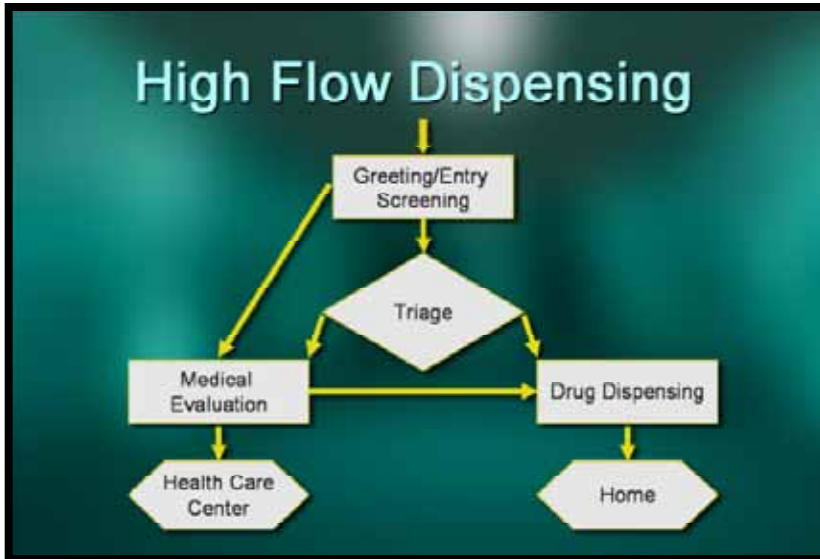 High Flow Dispensing
Greeting/Entry
Screening
Triage
Medical
Evaluation
Drug Dispensing
Health Care
Center
Home